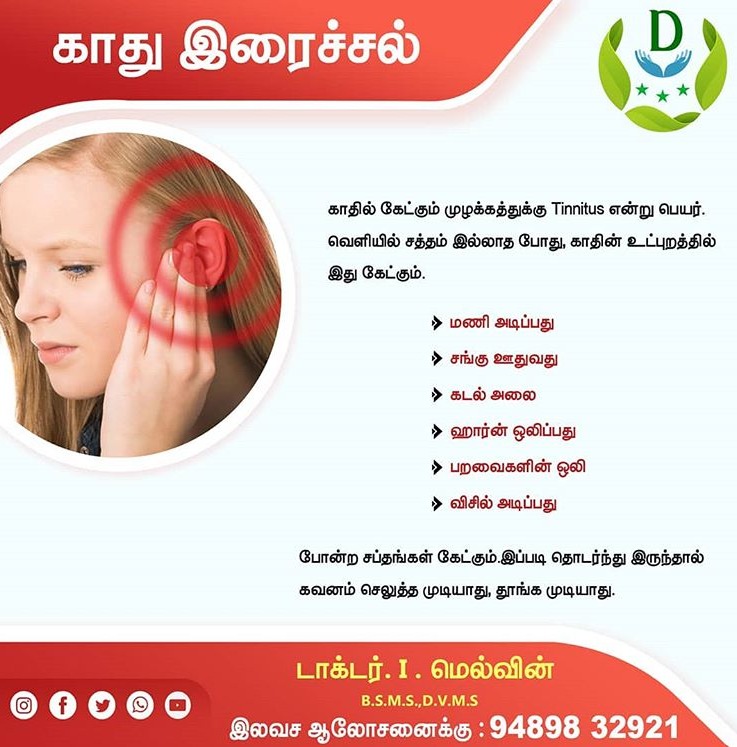 காது இரைச்சல்
D
காதில் கேட்கும் முழக்கத்துக்கு Tinnitus என்று பெயர்.
வெளியில் சத்தம் இல்லாத போது, காதின் உட்புறத்தில்
இது கேட்கும்.
மணி அடிப்பது
சங்கு ஊதுவது
கடல் அலை
ஹார்ன் ஒலிப்பது
பறவைகளின் ஒலி
விசில் அடிப்பது
போன்ற சப்தங்கள் கேட்கும்.இப்படி தொடர்ந்து இருந்தால்
கவனம் செலுத்த முடியாது, தூங்க முடியாது.
டாக்டர். I . மெல்வின்
B.S.M.S.,D.V.M.S
இலவச ஆலோசனைக்கு : 94898 32921